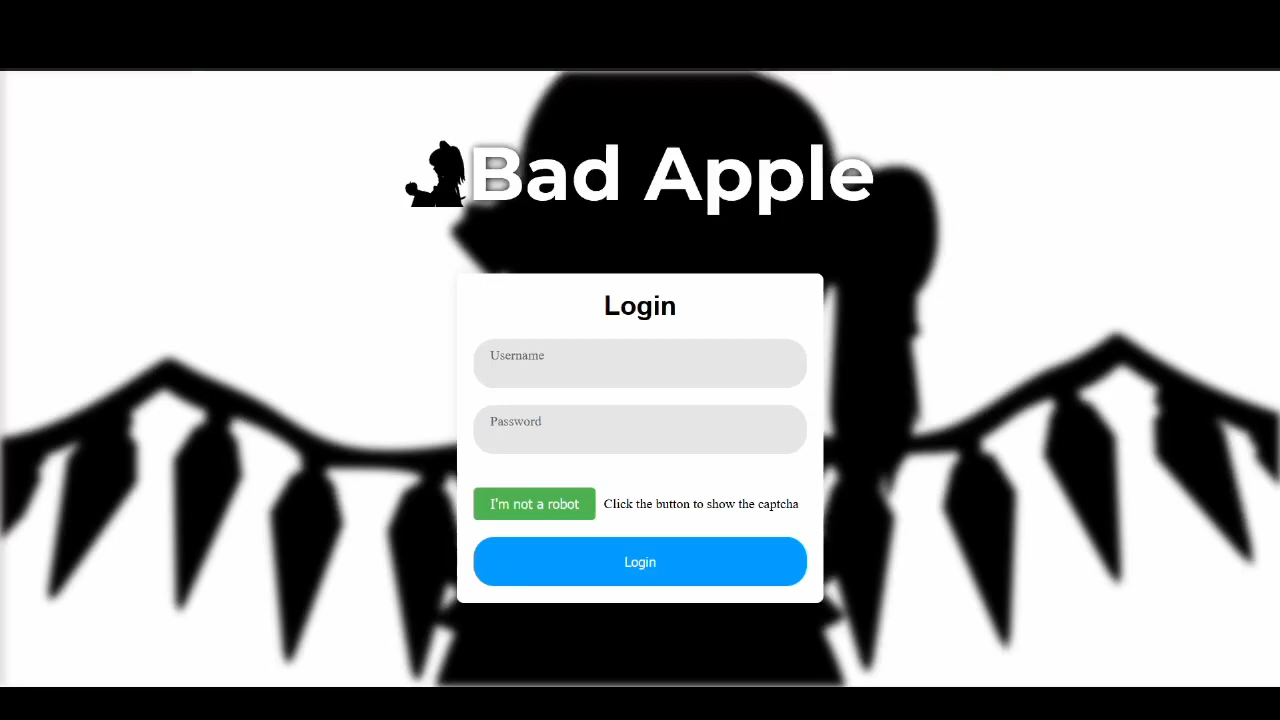 Bad Apple
Login
Username
Password
I'm not a robot Click the button to show the captcha
Login